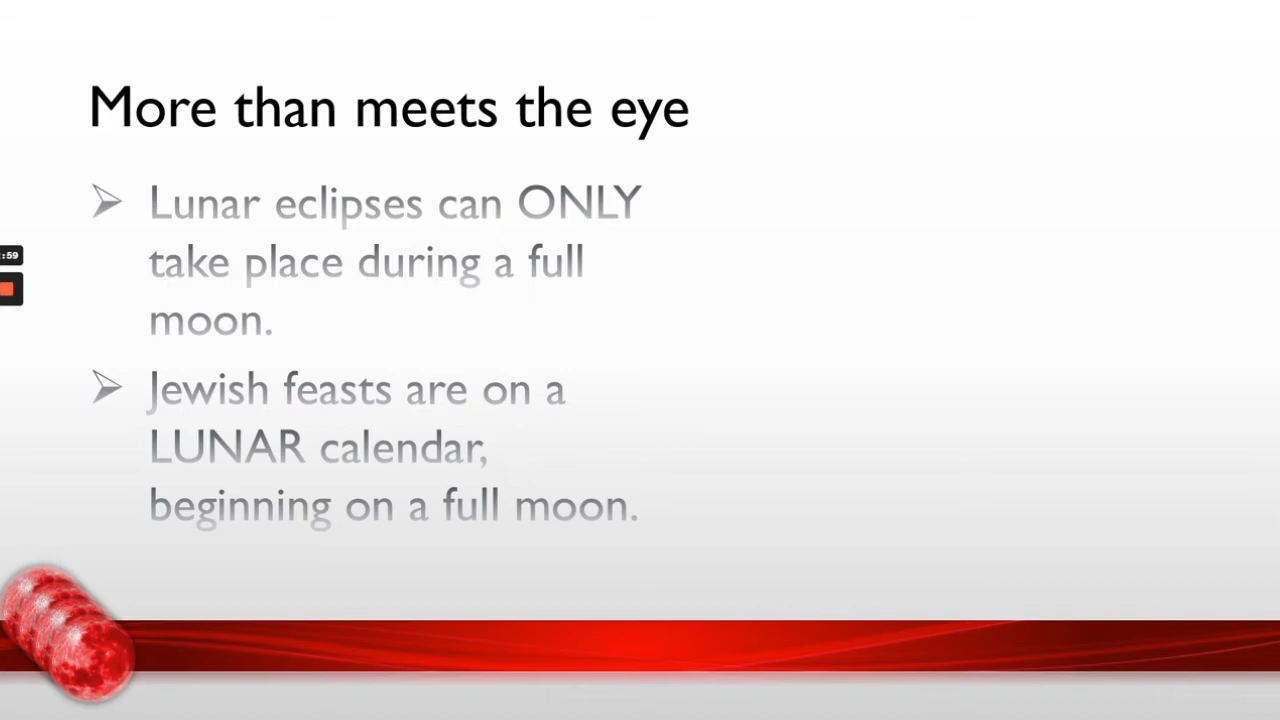 More than meets the eye
Lunar eclipses can ONLY
take place during a full
moon.
:59
Jewish feasts are on a
LUNAR calendar,
beginning on a full moon.